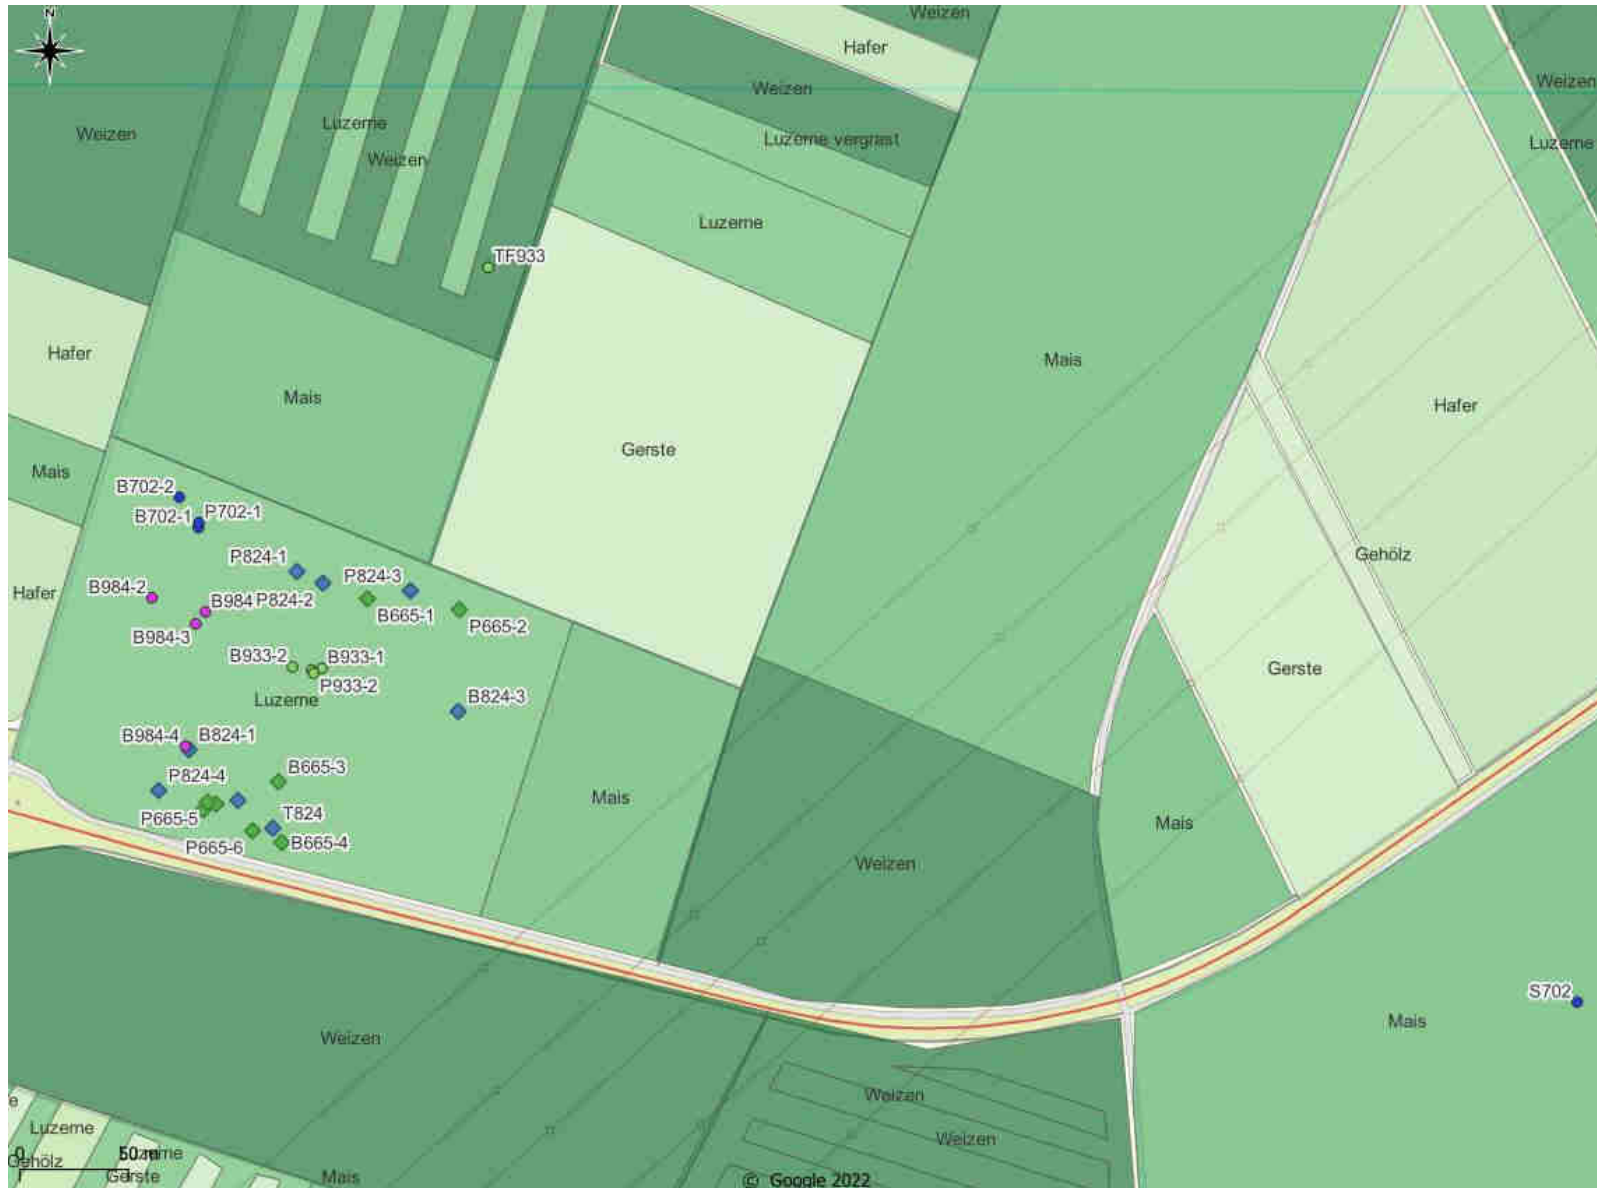 N
Weizen
Hafer
Weizen
Weizen
Luzerne
Weizen
Luzerne vergrast
Weizen
Luzerne
Weizen
Luzerne
TF933
Hafer
Mais
Mais
Hafer
Gerste
Mais
B702-2
B702-1
P702-1
P824-1
P824-3
Gehölz
Hafer
B984-2
B984
P824-2
B665-1
P665-2
B984-3
B933-2
B933-1
P933-2
Gerste
Luzerne
B824-3
B984-4
B824-1
P824-4
B665-3
Mais
P665-5
T824
Mais
P665-6
B665-4
Weizen
S702
Mais
Weizen
Weizen
e
Luzerne
Weizen
0
50 m
Luzerne
Gehölz
Gerste
Mais
© Google 2022